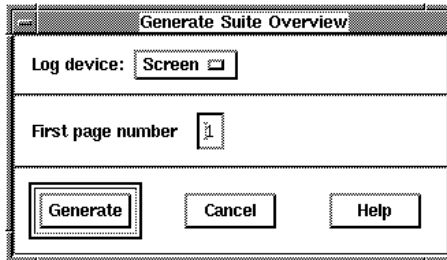 Generate Suite Overview
Log device: Screen
First page number 1
Generate Cancel Help